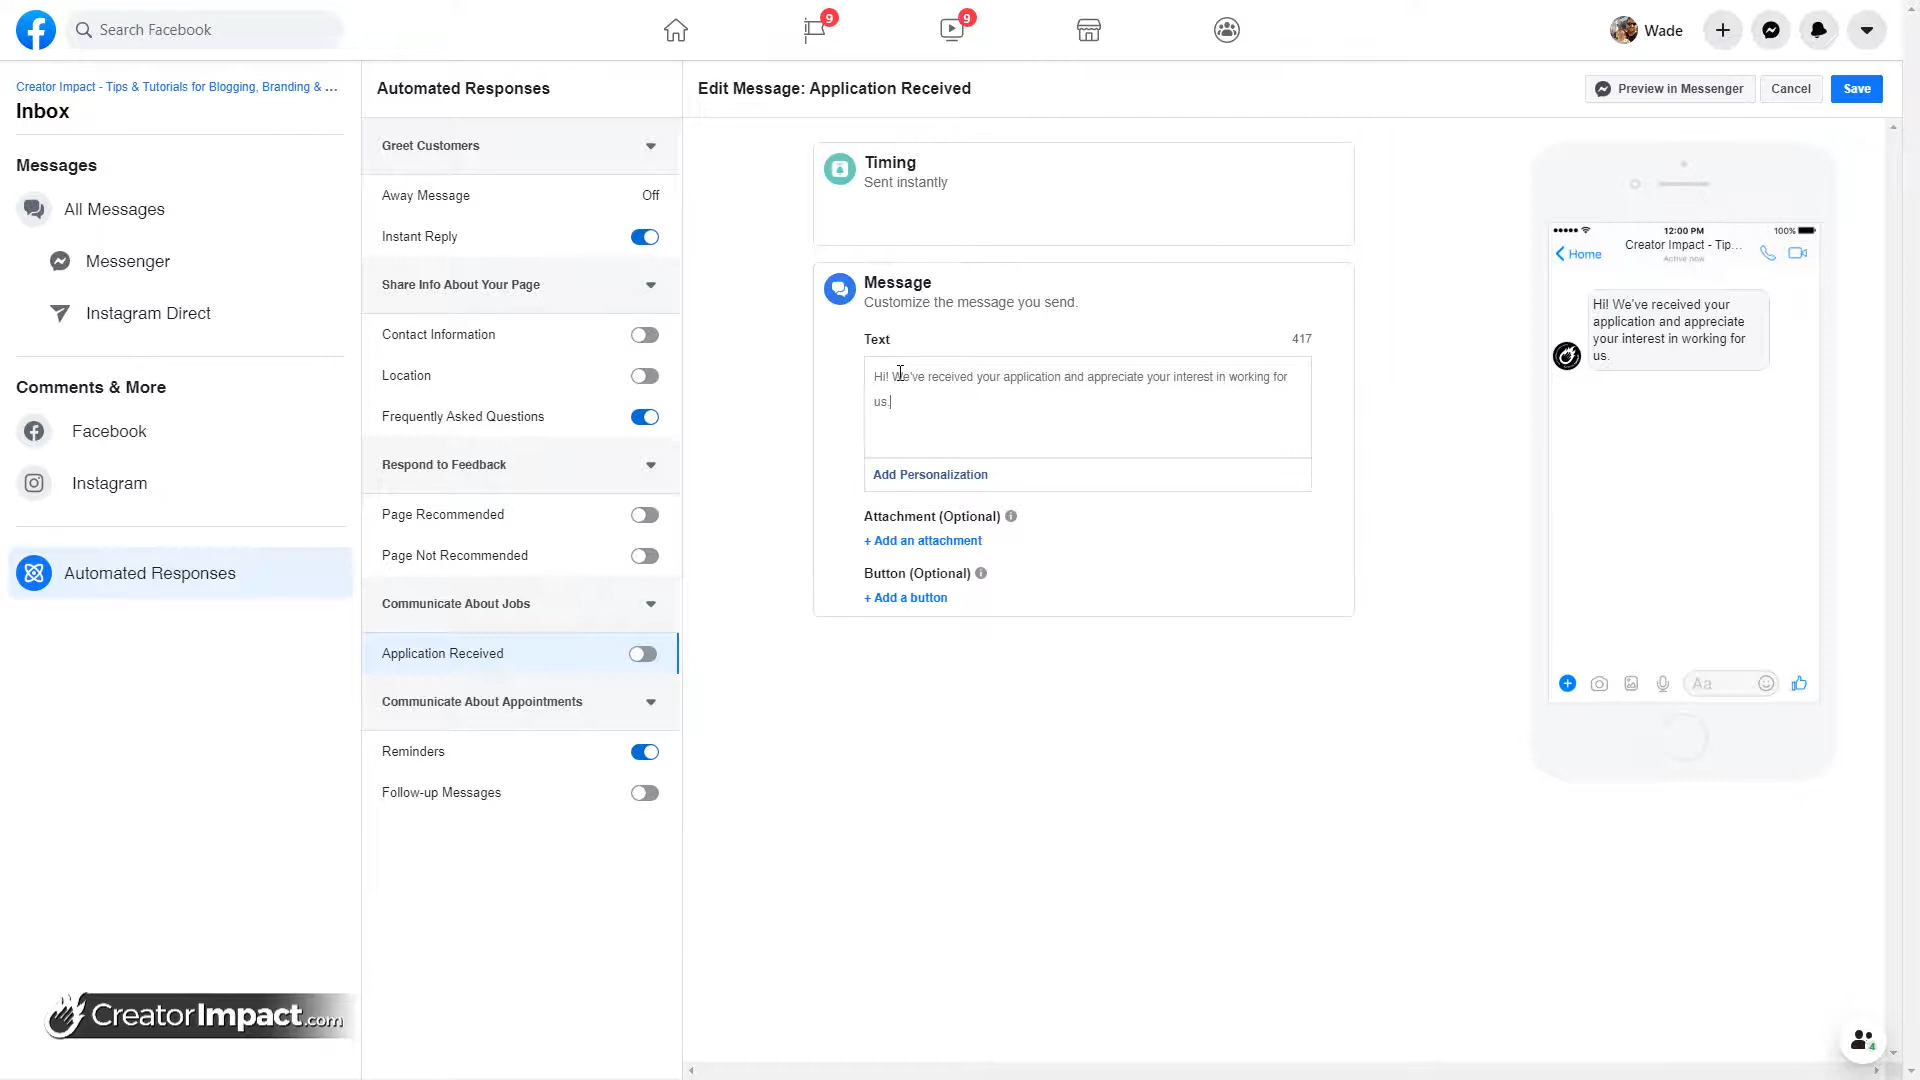 Search Facebook
9
9
Wade
Creator Impact - Tips & Tutorials for Blogging, Branding & ...
Inbox
Messages
All Messages
Messenger
Instagram Direct
Comments & More
Facebook
Instagram
Automated Responses
CreatorImpact.com
Automated Responses
Greet Customers
Away Message Off
Instant Reply
Share Info About Your Page
Contact Information
Location
Frequently Asked Questions
Respond to Feedback
Page Recommended
Page Not Recommended
Communicate About Jobs
Application Received
Communicate About Appointments
Reminders
Follow-up Messages
Edit Message: Application Received
Preview in Messenger
Cancel
Save
Timing
Sent instantly
Message
Customize the message you send.
Text 417
Hi! We've received your application and appreciate your interest in working for
us.
Add Personalization
Attachment (Optional)
+ Add an attachment
Button (Optional)
+ Add a button
12:00 PM 100%
Home
Creator Impact - Tip...
Active now
Hi! We've received your
application and appreciate
your interest in working for
us.
Aa
4